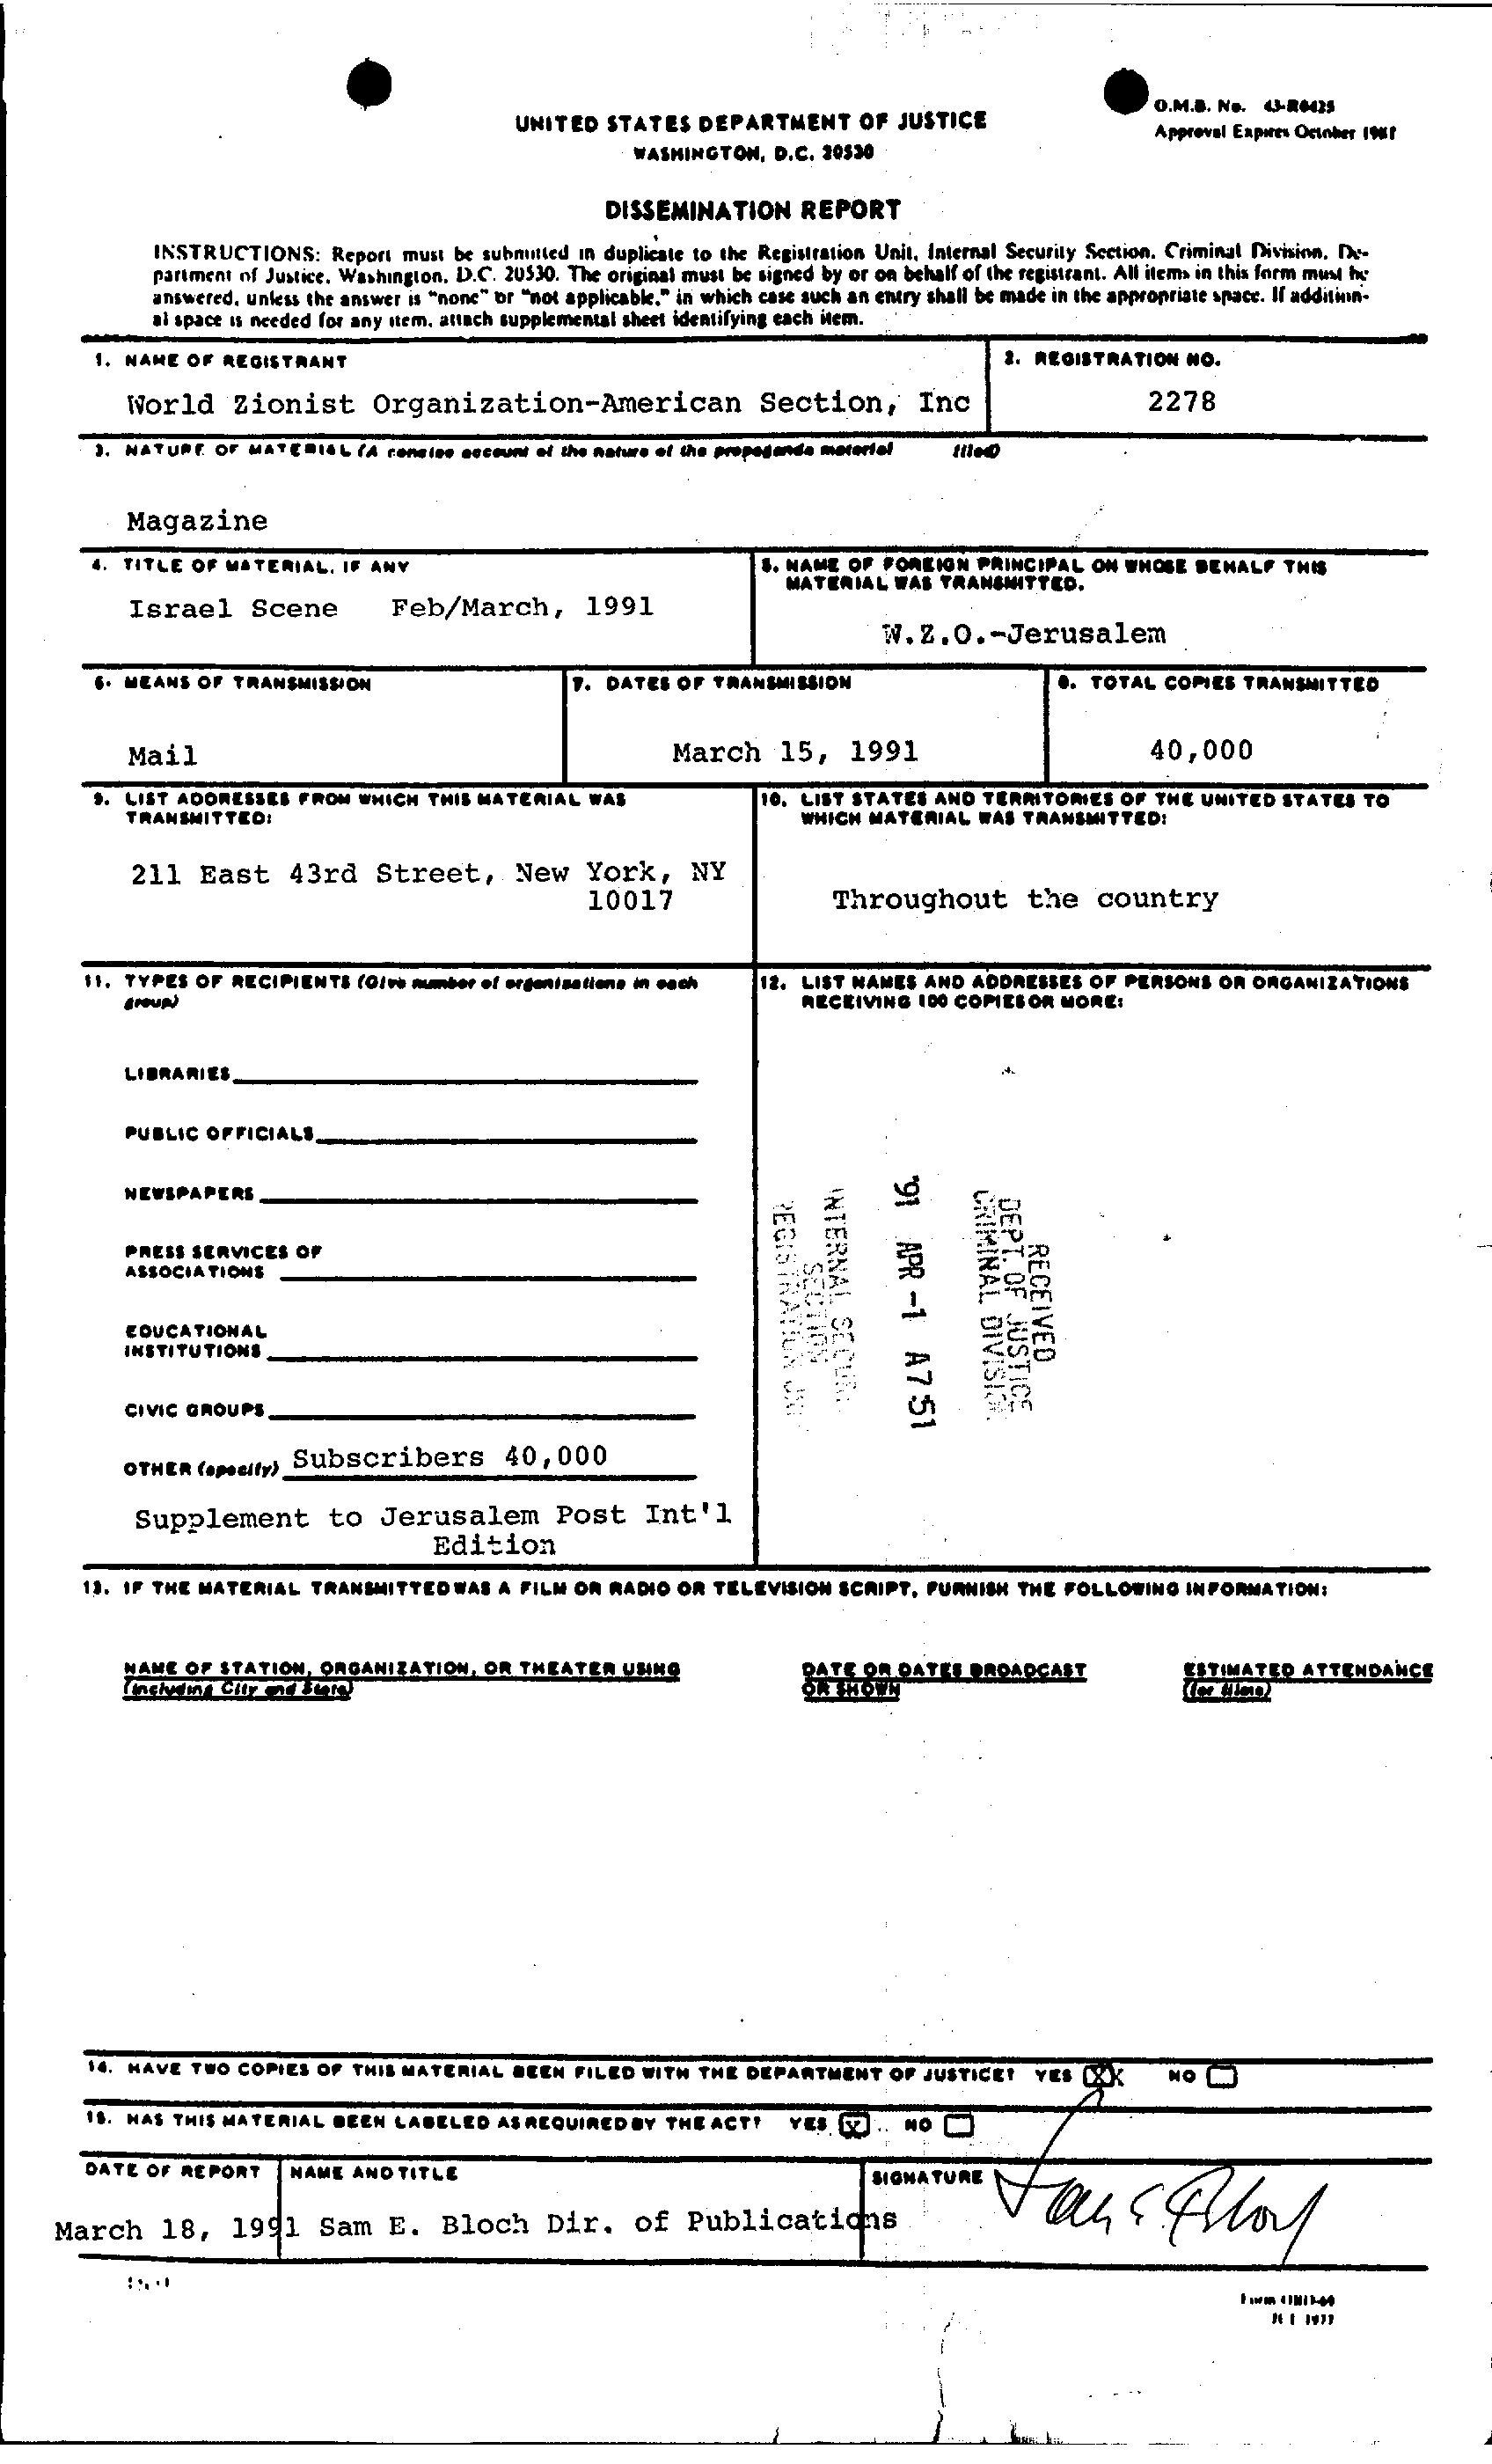 O.M.B. No. 43-R0425
Approval Expires October 1981
UNITED STATES DEPARTMENT OF JUSTICE
WASHINGTON, D.C. 20530
DISSEMINATION REPORT
INSTRUCTIONS: Report must be submitted in duplicate to the Registration Unit, Internal Security Section, Criminal Division, De-
partment of Justice, Washington, D.C. 20530. The original must be signed by or on behalf of the registrant. All items in this form must be
answered, unless the answer is "none" or "not applicable," in which case such an entry shall be made in the appropriate space. If addition-
al space is needed for any item, attach supplemental sheet identifying each item.
1. NAME OF REGISTRANT
World Zionist Organization-American Section, Inc
2. REGISTRATION NO.
2278
3. NATURE OF MATERIAL (A concise account of the nature of the propaganda material filed)
Magazine
4. TITLE OF MATERIAL, IF ANY
Israel Scene Feb/March, 1991
5. NAME OF FOREIGN PRINCIPAL ON WHOSE BEHALF THIS
MATERIAL WAS TRANSMITTED.
W.Z.O.-Jerusalem
6. MEANS OF TRANSMISSION
Mail
7. DATES OF TRANSMISSION
March 15, 1991
8. TOTAL COPIES TRANSMITTED
40,000
9. LIST ADDRESSES FROM WHICH THIS MATERIAL WAS
TRANSMITTED:
211 East 43rd Street, New York, NY
10017
10. LIST STATES AND TERRITORIES OF THE UNITED STATES TO
WHICH MATERIAL WAS TRANSMITTED:
Throughout the country
11. TYPES OF RECIPIENTS (Give number of organizations in each
group)
LIBRARIES
PUBLIC OFFICIALS
NEWSPAPERS
PRESS SERVICES OF
ASSOCIATIONS
EDUCATIONAL
INSTITUTIONS
CIVIC GROUPS
OTHER (specify) Subscribers 40,000
Supplement to Jerusalem Post Int'l
Edition
12. LIST NAMES AND ADDRESSES OF PERSONS OR ORGANIZATIONS
RECEIVING 100 COPIES OR MORE:
RECEIVED
DEPT. OF JUSTICE
CRIMINAL DIVISION
'91 APR -1 A7:51
INTERNAL
SECTION
REGISTRATION
13. IF THE MATERIAL TRANSMITTED WAS A FILM OR RADIO OR TELEVISION SCRIPT, FURNISH THE FOLLOWING INFORMATION:
NAME OF STATION, ORGANIZATION, OR THEATER USING
(Including City and State)
DATE OR DATES BROADCAST
OR SHOWN
ESTIMATED ATTENDANCE
(for films)
14. HAVE TWO COPIES OF THIS MATERIAL BEEN FILED WITH THE DEPARTMENT OF JUSTICE? YES XX NO
15. HAS THIS MATERIAL BEEN LABELED AS REQUIRED BY THE ACT? YES X NO
DATE OF REPORT
March 18, 1991
NAME AND TITLE
Sam E. Bloch Dir. of Publications
SIGNATURE
Sam E. Bloch
Form
1977